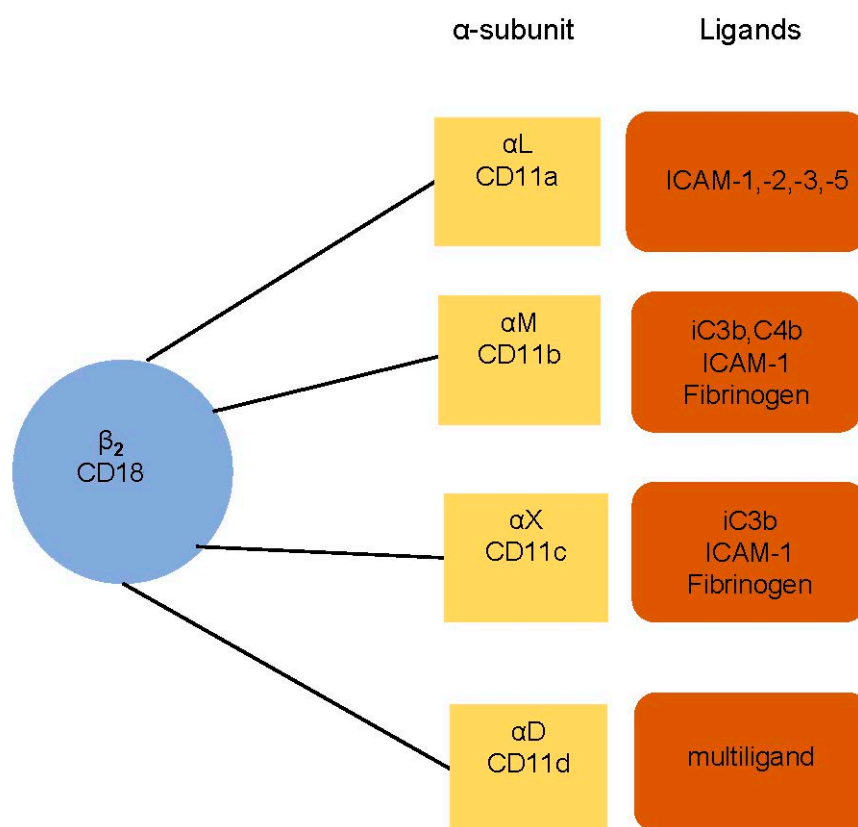 α-subunit Ligands
αL
CD11a
ICAM-1,-2,-3,-5
αM
CD11b
iC3b,C4b
ICAM-1
Fibrinogen
β₂
CD18
αX
CD11c
iC3b
ICAM-1
Fibrinogen
αD
CD11d
multiligand